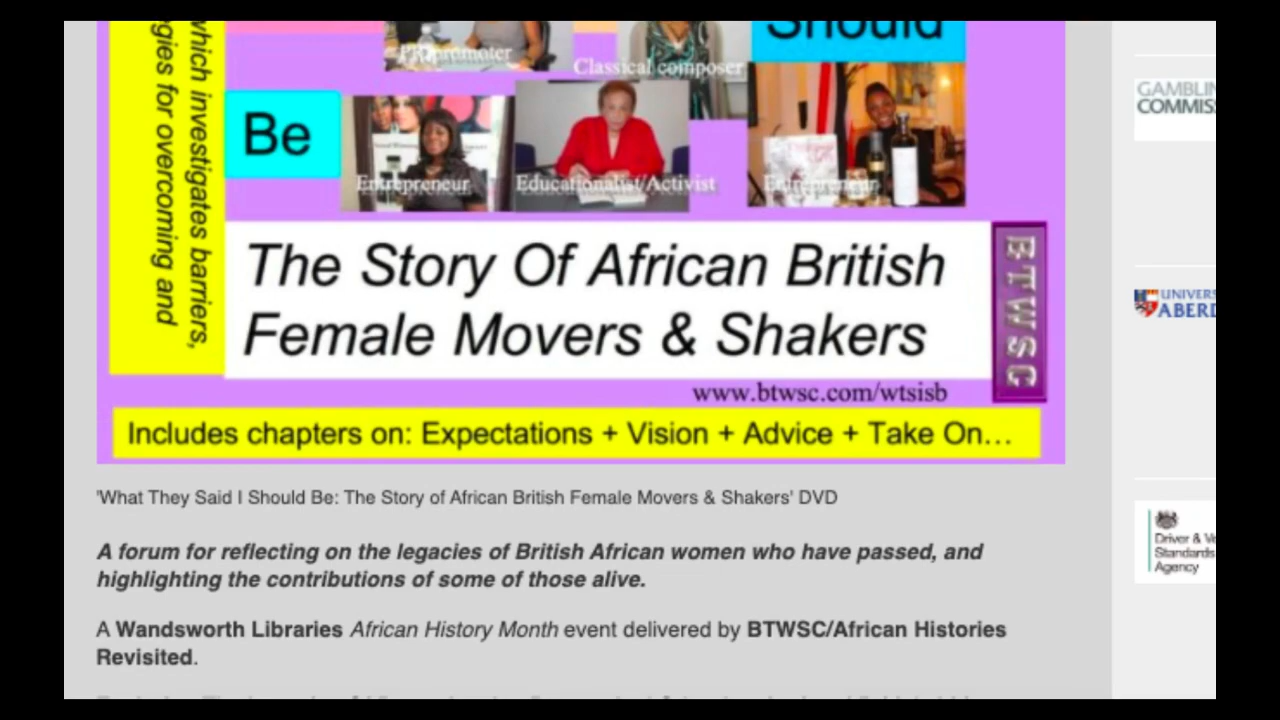 which investigates barriers,
gies for overcoming and
Should
PR promoter
Classical composer
Be
Entrepreneur
Educationalist/Activist
Entrepreneur
The Story Of African British
Female Movers & Shakers
BTWSC
www.btwsc.com/wtsisb
Includes chapters on: Expectations + Vision + Advice + Take On...
'What They Said I Should Be: The Story of African British Female Movers & Shakers' DVD
A forum for reflecting on the legacies of British African women who have passed, and
highlighting the contributions of some of those alive.
A Wandsworth Libraries African History Month event delivered by BTWSC/African Histories
Revisited.
GAMBLIN
COMMIS
UNIVERS
ABERD
Driver & Ve
Standards
Agency